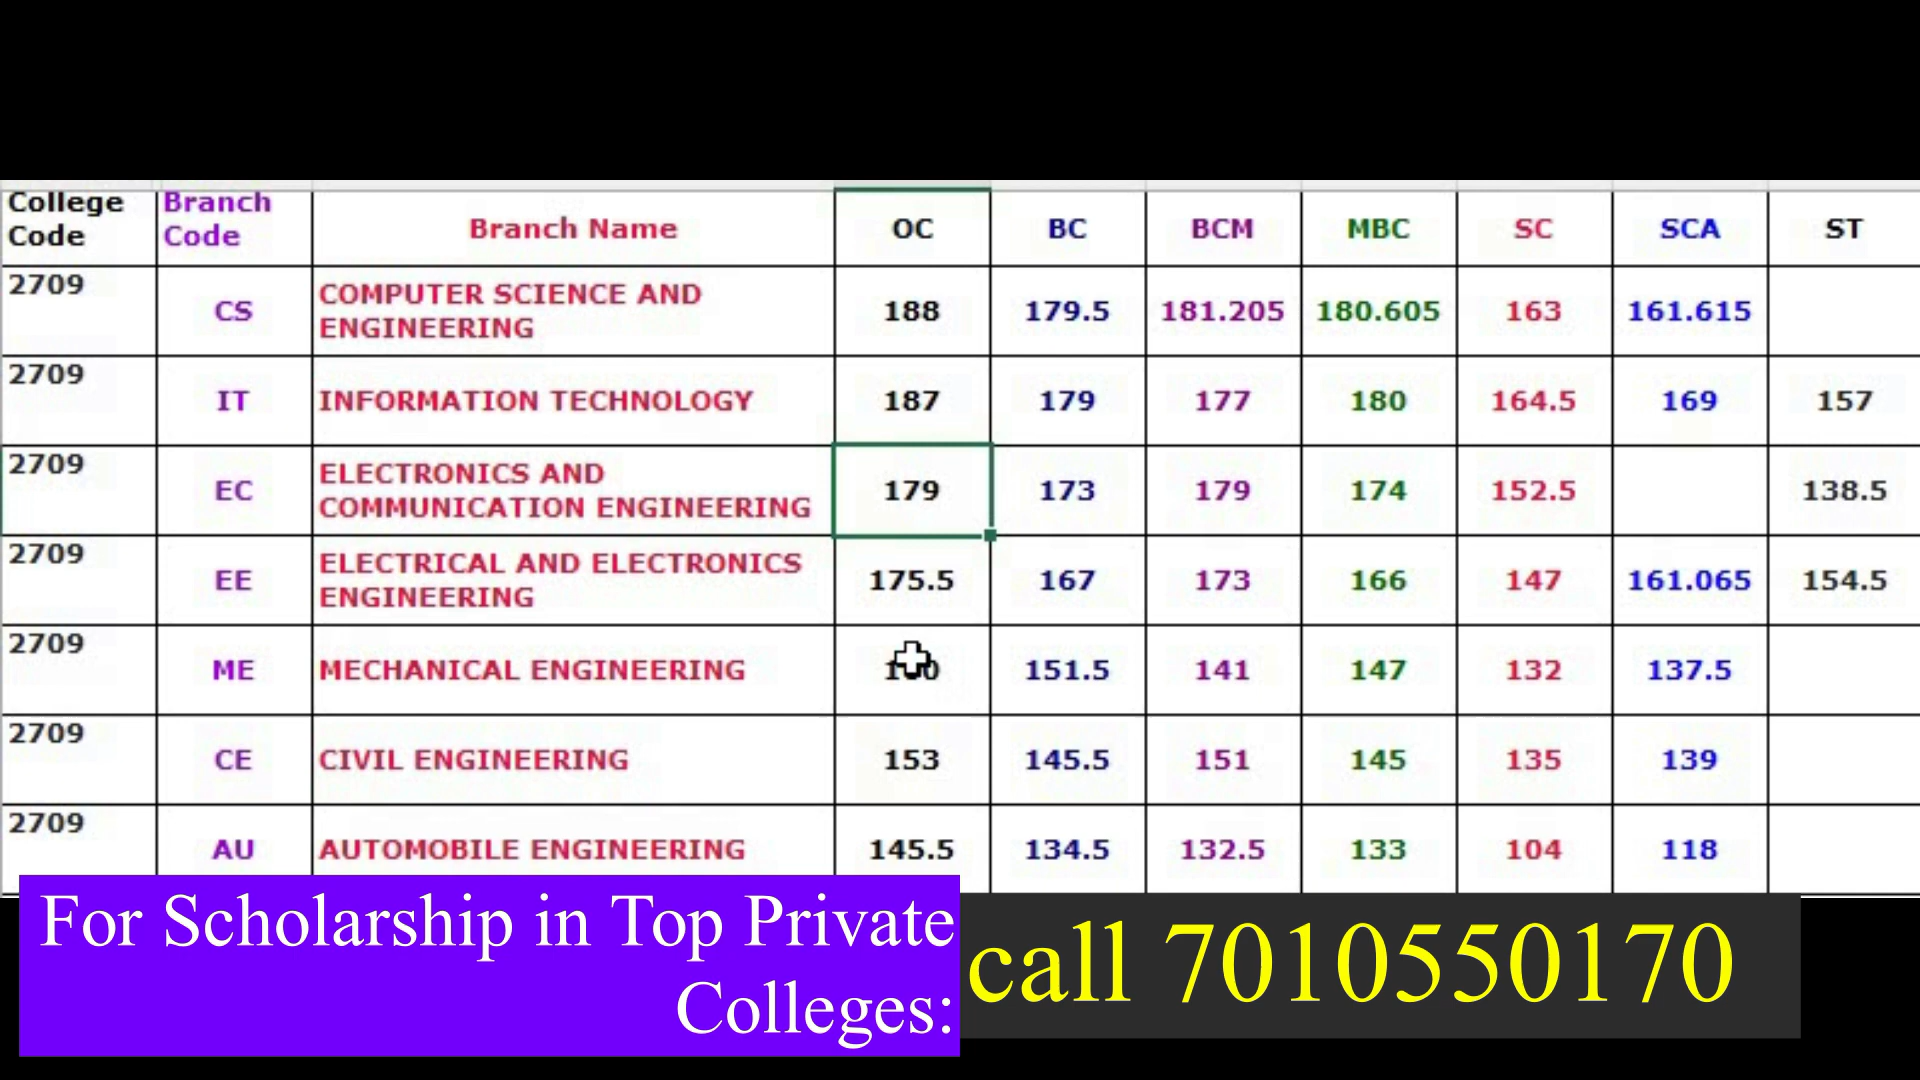 College Code Branch Code Branch Name OC BC BCM MBC SC SCA ST
2709 CS COMPUTER SCIENCE AND ENGINEERING 188 179.5 181.205 180.605 163 161.615
2709 IT INFORMATION TECHNOLOGY 187 179 177 180 164.5 169 157
2709 EC ELECTRONICS AND COMMUNICATION ENGINEERING 179 173 179 174 152.5 138.5
2709 EE ELECTRICAL AND ELECTRONICS ENGINEERING 175.5 167 173 166 147 161.065 154.5
2709 ME MECHANICAL ENGINEERING 151.5 141 147 132 137.5
2709 CE CIVIL ENGINEERING 153 145.5 151 145 135 139
2709 AU AUTOMOBILE ENGINEERING 145.5 134.5 132.5 133 104 118
For Scholarship in Top Private
Colleges:
call 7010550170